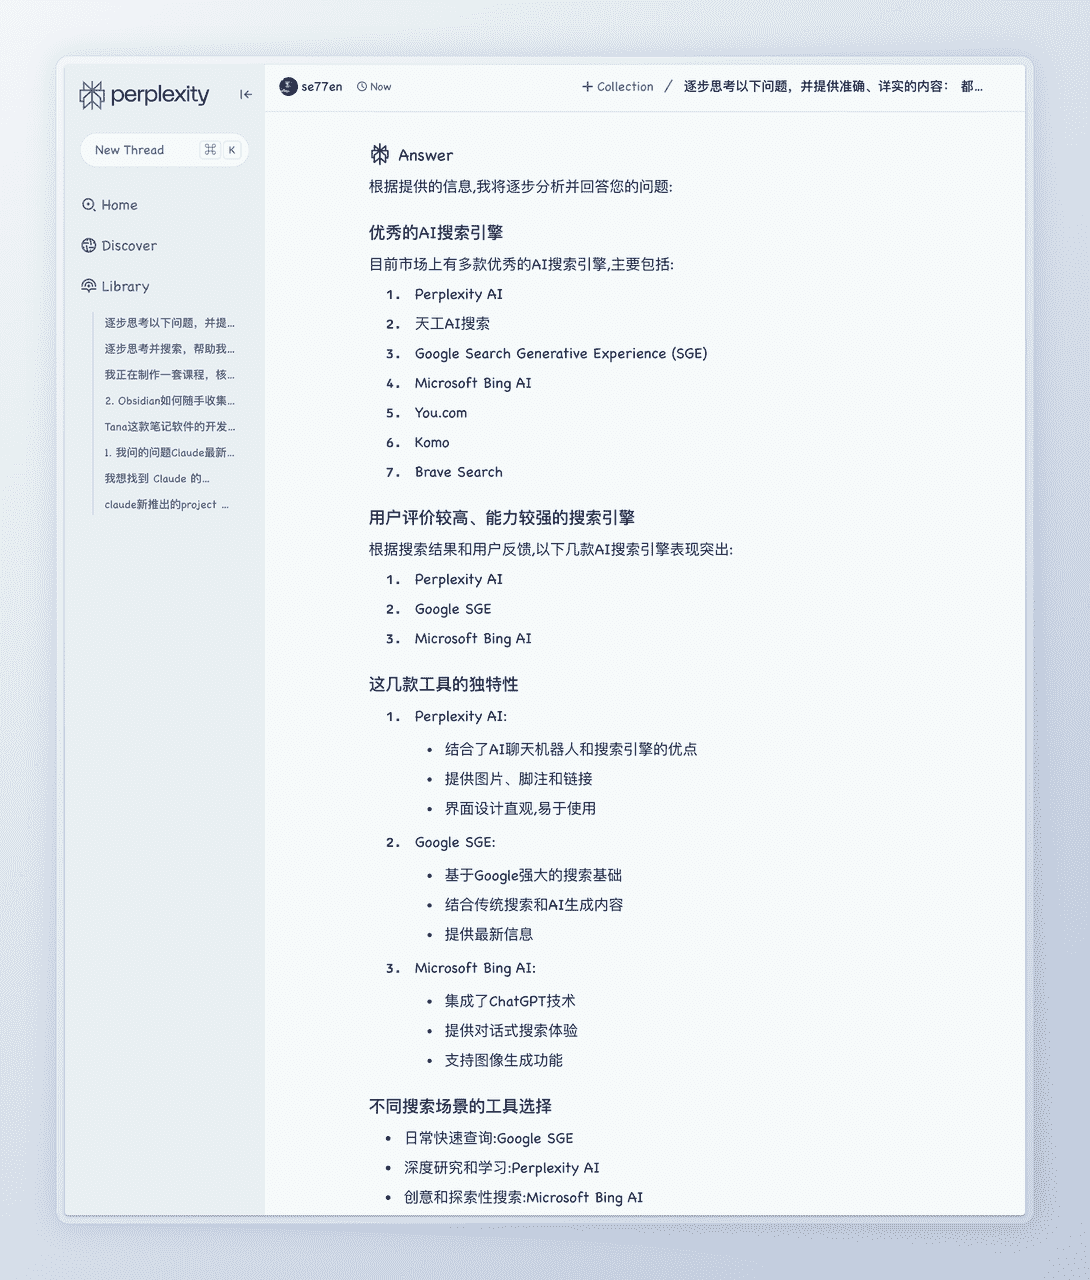 perplexity
New Thread ⌘ K
Home
Discover
Library
逐步思考以下问题，并提...
逐步思考并搜索，帮助我...
我正在制作一套课程，核...
2. Obsidian如何随手收集...
Tana这款笔记软件的开发...
1. 我问的问题Claude最新...
我想找到 Claude 的...
claude新推出的project ...
se77en Now
+ Collection / 逐步思考以下问题，并提供准确、详实的内容： 都...
Answer
根据提供的信息,我将逐步分析并回答您的问题:
优秀的AI搜索引擎
目前市场上有多款优秀的AI搜索引擎,主要包括:
1. Perplexity AI
2. 天工AI搜索
3. Google Search Generative Experience (SGE)
4. Microsoft Bing AI
5. You.com
6. Komo
7. Brave Search
用户评价较高、能力较强的搜索引擎
根据搜索结果和用户反馈,以下几款AI搜索引擎表现突出:
1. Perplexity AI
2. Google SGE
3. Microsoft Bing AI
这几款工具的独特性
1. Perplexity AI:
• 结合了AI聊天机器人和搜索引擎的优点
• 提供图片、脚注和链接
• 界面设计直观,易于使用
2. Google SGE:
• 基于Google强大的搜索基础
• 结合传统搜索和AI生成内容
• 提供最新信息
3. Microsoft Bing AI:
• 集成了ChatGPT技术
• 提供对话式搜索体验
• 支持图像生成功能
不同搜索场景的工具选择
• 日常快速查询:Google SGE
• 深度研究和学习:Perplexity AI
• 创意和探索性搜索:Microsoft Bing AI